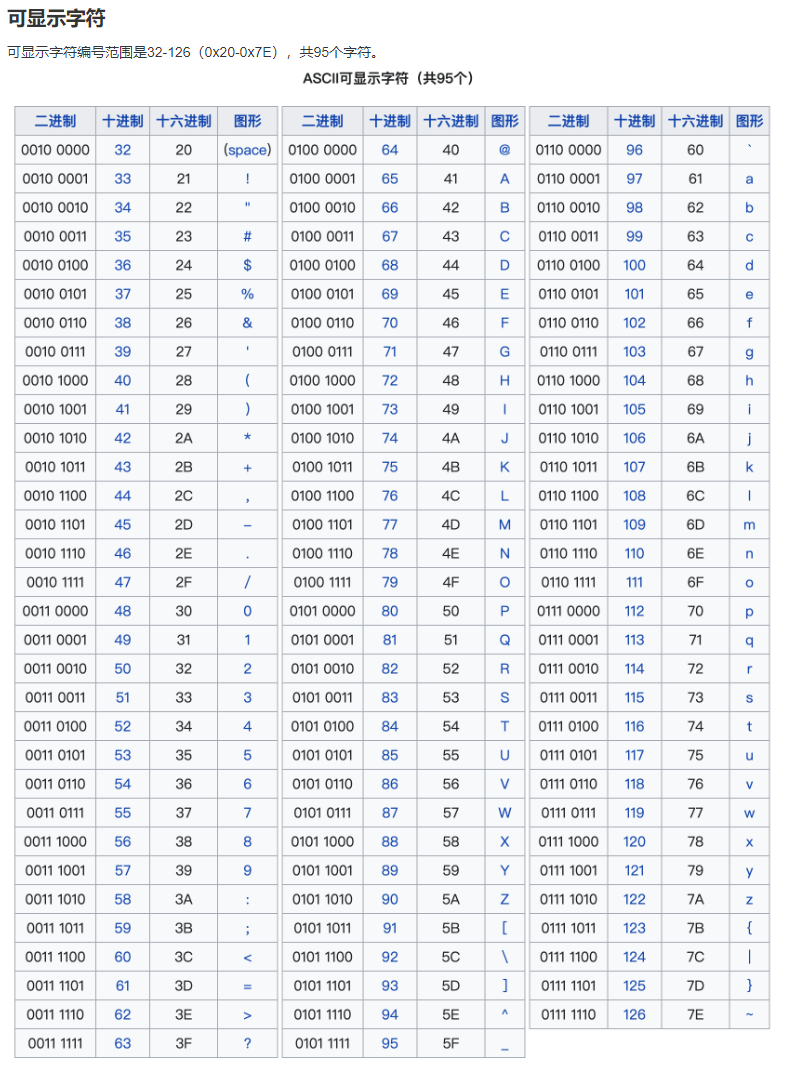 可显示字符
可显示字符编号范围是32-126（0x20-0x7E），共95个字符。
ASCII可显示字符（共95个）
二进制 十进制 十六进制 图形 二进制 十进制 十六进制 图形 二进制 十进制 十六进制 图形
0010 0000 32 20 (space) 0100 0000 64 40 @ 0110 0000 96 60 `
0010 0001 33 21 ! 0100 0001 65 41 A 0110 0001 97 61 a
0010 0010 34 22 " 0100 0010 66 42 B 0110 0010 98 62 b
0010 0011 35 23 # 0100 0011 67 43 C 0110 0011 99 63 c
0010 0100 36 24 $ 0100 0100 68 44 D 0110 0100 100 64 d
0010 0101 37 25 % 0100 0101 69 45 E 0110 0101 101 65 e
0010 0110 38 26 & 0100 0110 70 46 F 0110 0110 102 66 f
0010 0111 39 27 ' 0100 0111 71 47 G 0110 0111 103 67 g
0010 1000 40 28 ( 0100 1000 72 48 H 0110 1000 104 68 h
0010 1001 41 29 ) 0100 1001 73 49 I 0110 1001 105 69 i
0010 1010 42 2A * 0100 1010 74 4A J 0110 1010 106 6A j
0010 1011 43 2B + 0100 1011 75 4B K 0110 1011 107 6B k
0010 1100 44 2C , 0100 1100 76 4C L 0110 1100 108 6C l
0010 1101 45 2D – 0100 1101 77 4D M 0110 1101 109 6D m
0010 1110 46 2E . 0100 1110 78 4E N 0110 1110 110 6E n
0010 1111 47 2F / 0100 1111 79 4F O 0110 1111 111 6F o
0011 0000 48 30 0 0101 0000 80 50 P 0111 0000 112 70 p
0011 0001 49 31 1 0101 0001 81 51 Q 0111 0001 113 71 q
0011 0010 50 32 2 0101 0010 82 52 R 0111 0010 114 72 r
0011 0011 51 33 3 0101 0011 83 53 S 0111 0011 115 73 s
0011 0100 52 34 4 0101 0100 84 54 T 0111 0100 116 74 t
0011 0101 53 35 5 0101 0101 85 55 U 0111 0101 117 75 u
0011 0110 54 36 6 0101 0110 86 56 V 0111 0110 118 76 v
0011 0111 55 37 7 0101 0111 87 57 W 0111 0111 119 77 w
0011 1000 56 38 8 0101 1000 88 58 X 0111 1000 120 78 x
0011 1001 57 39 9 0101 1001 89 59 Y 0111 1001 121 79 y
0011 1010 58 3A : 0101 1010 90 5A Z 0111 1010 122 7A z
0011 1011 59 3B ; 0101 1011 91 5B [ 0111 1011 123 7B {
0011 1100 60 3C < 0101 1100 92 5C \ 0111 1100 124 7C |
0011 1101 61 3D = 0101 1101 93 5D ] 0111 1101 125 7D }
0011 1110 62 3E > 0101 1110 94 5E ^ 0111 1110 126 7E ~
0011 1111 63 3F ? 0101 1111 95 5F _